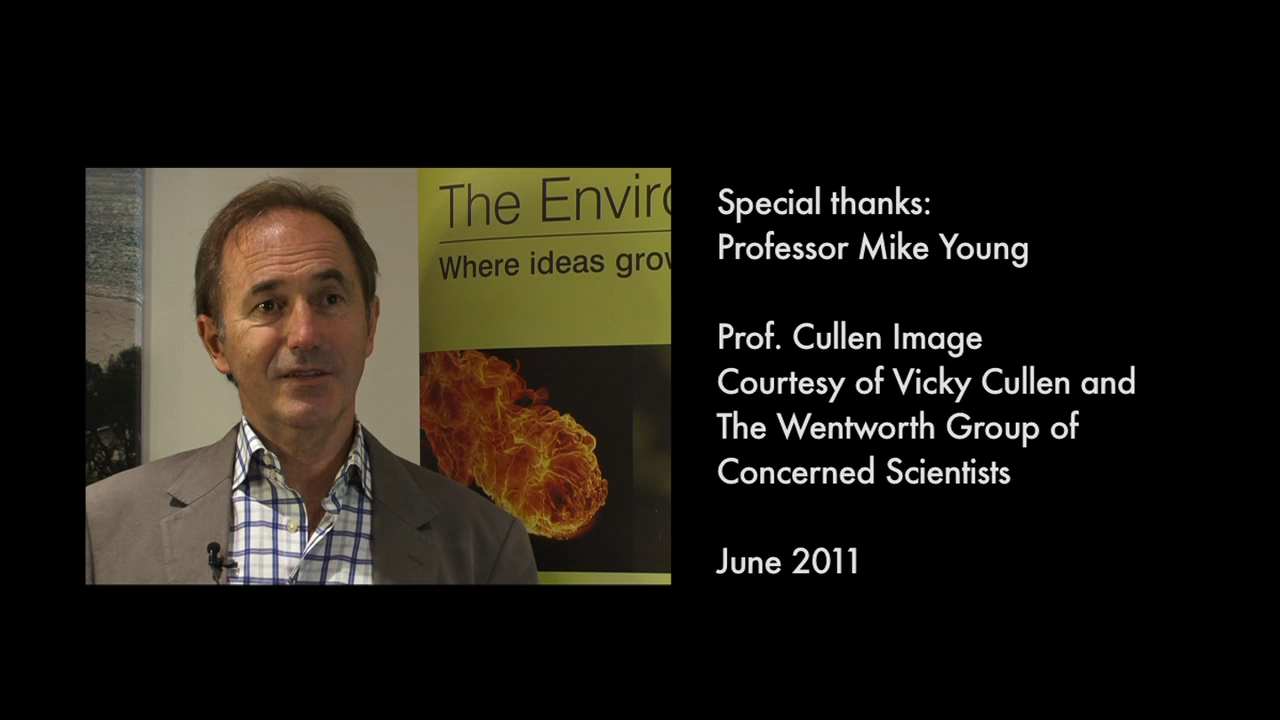 The Enviro
Where ideas grow
Special thanks:
Professor Mike Young
Prof. Cullen Image
Courtesy of Vicky Cullen and
The Wentworth Group of
Concerned Scientists
June 2011